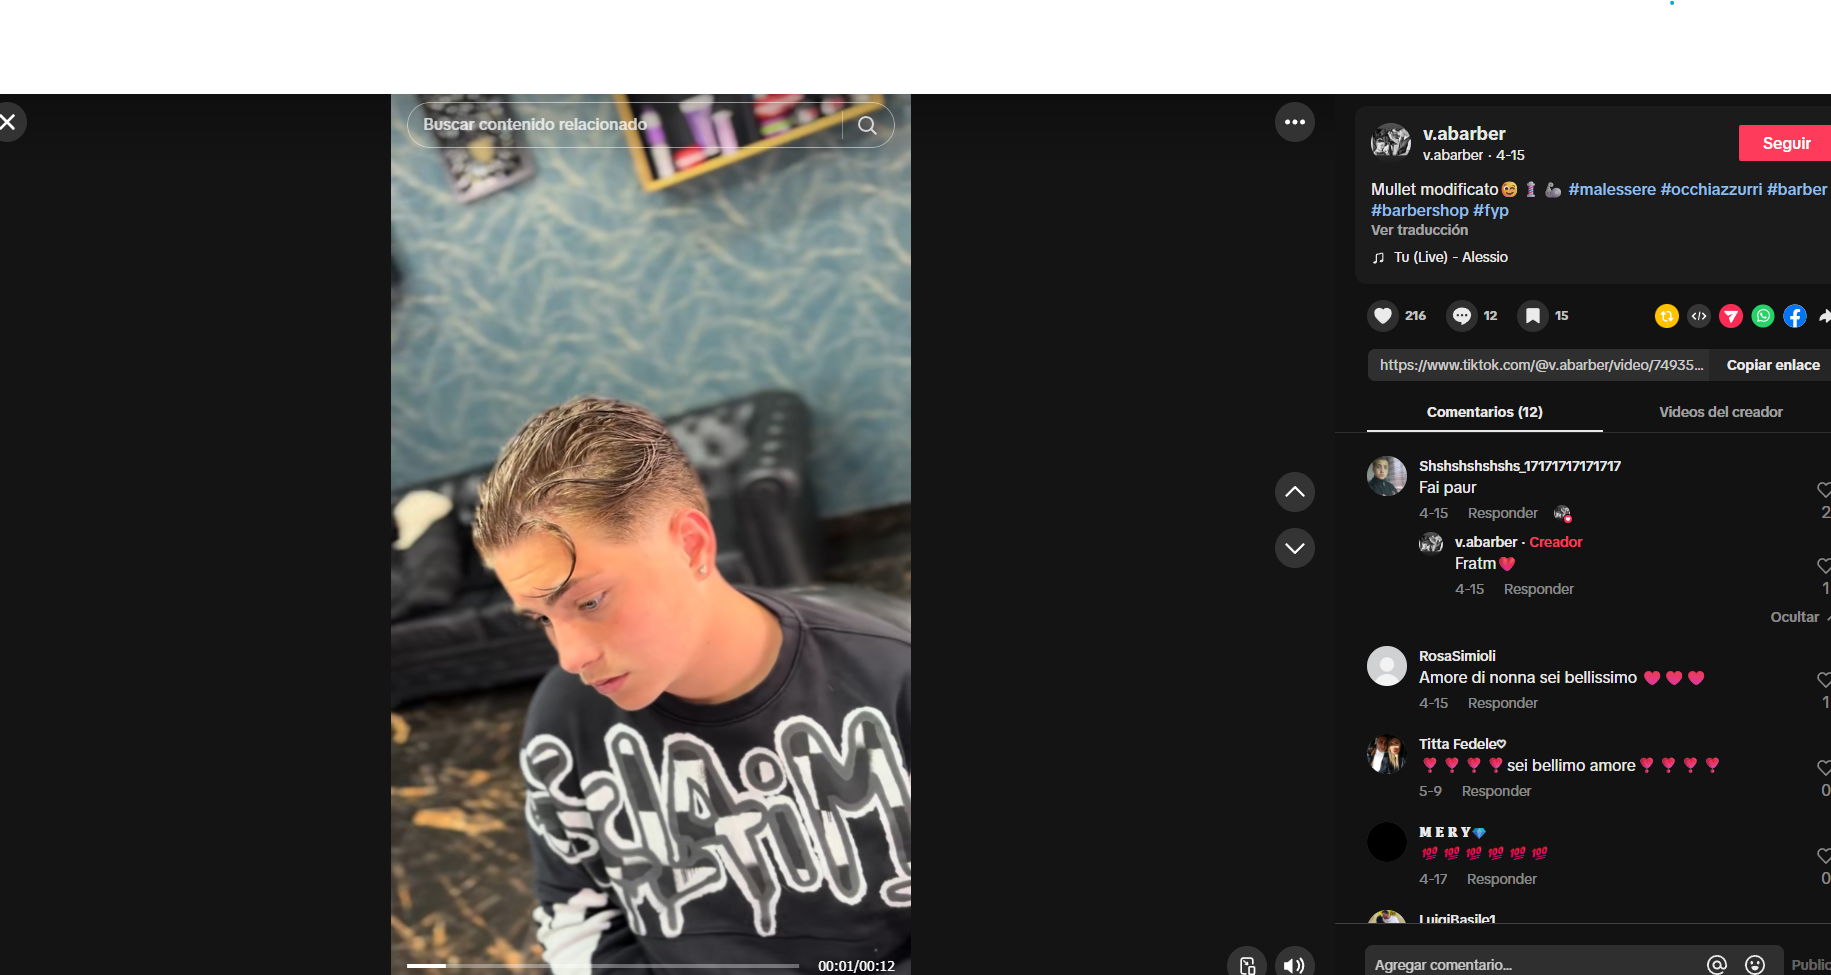 Buscar contenido relacionado
v.abarber
v.abarber · 4-15
Seguir
Mullet modificato😆💈🦾 #malessere #occhiazzurri #barber
#barbershop #fyp
Ver traducción
♫ Tu (Live) - Alessio
216
12
15
https://www.tiktok.com/@v.abarber/video/74935...
Copiar enlace
Comentarios (12)
Videos del creador
Shshshshshshs_17171717171717
Fai paur
4-15 Responder
2
v.abarber · Creador
Fratm❤️
4-15 Responder
1
Ocultar
RosaSimioli
Amore di nonna sei bellissimo ❤️❤️❤️
4-15 Responder
1
Titta Fedele♡
❣️❣️❣️❣️sei bellimo amore❣️❣️❣️❣️
5-9 Responder
0
M E R Y💎
💯💯💯💯💯💯
4-17 Responder
0
LuigiBasile1
00:01/00:12
Agregar comentario...
Public